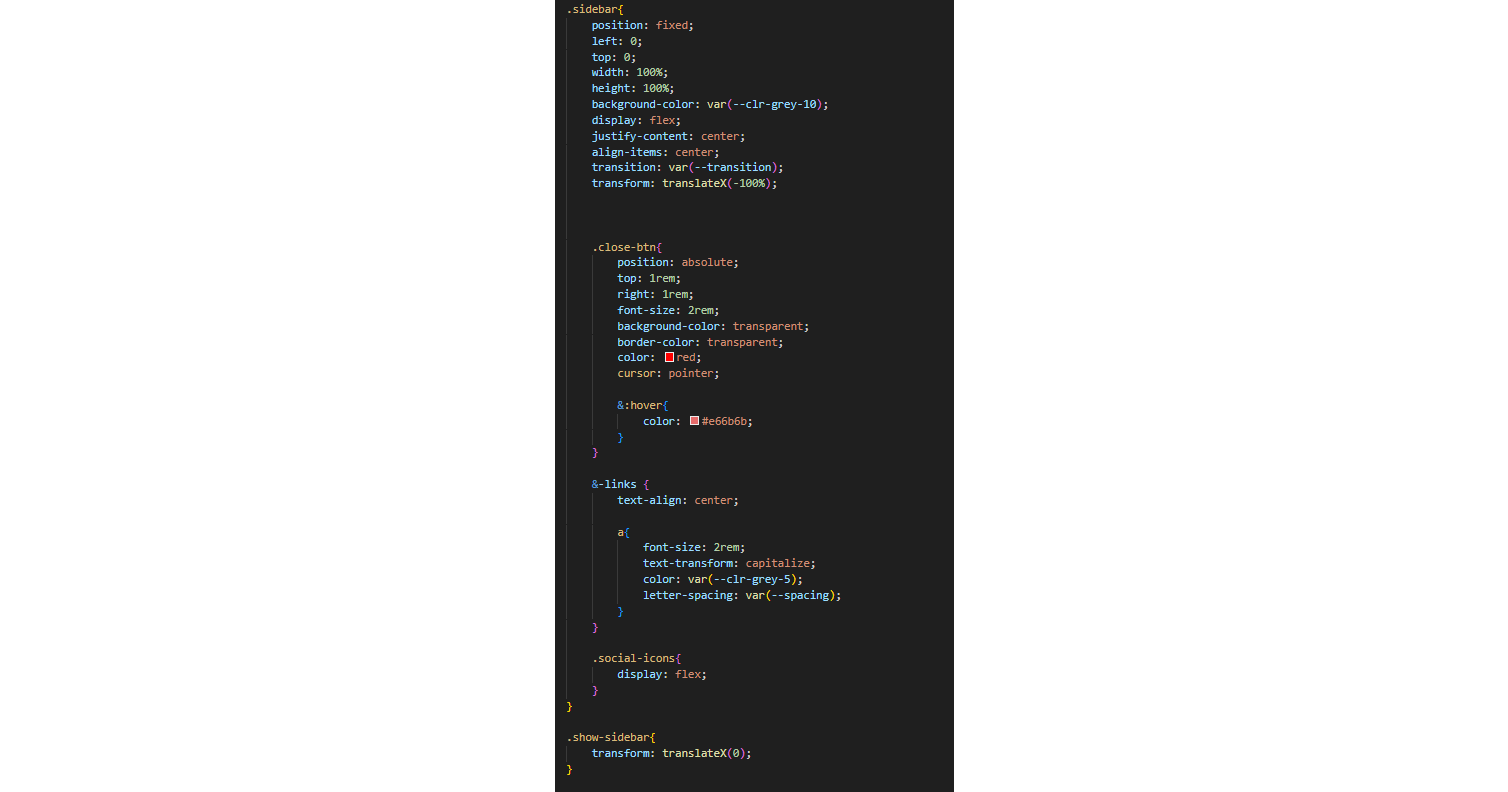 .sidebar{
    position: fixed;
    left: 0;
    top: 0;
    width: 100%;
    height: 100%;
    background-color: var(--clr-grey-10);
    display: flex;
    justify-content: center;
    align-items: center;
    transition: var(--transition);
    transform: translateX(-100%);
    .close-btn{
        position: absolute;
        top: 1rem;
        right: 1rem;
        font-size: 2rem;
        background-color: transparent;
        border-color: transparent;
        color: red;
        cursor: pointer;
        &:hover{
            color: #e66b6b;
        }
    }
    &-links {
        text-align: center;
        a{
            font-size: 2rem;
            text-transform: capitalize;
            color: var(--clr-grey-5);
            letter-spacing: var(--spacing);
        }
    }
    .social-icons{
        display: flex;
    }
}
.show-sidebar{
    transform: translateX(0);
}